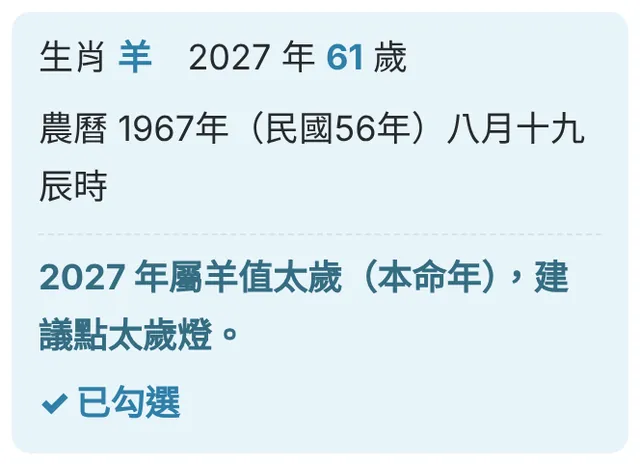 生肖 羊　2027 年 61 歲
農曆 1967年（民國56年）八月十九
辰時
2027 年屬羊值太歲（本命年），建
議點太歲燈。
✓ 已勾選